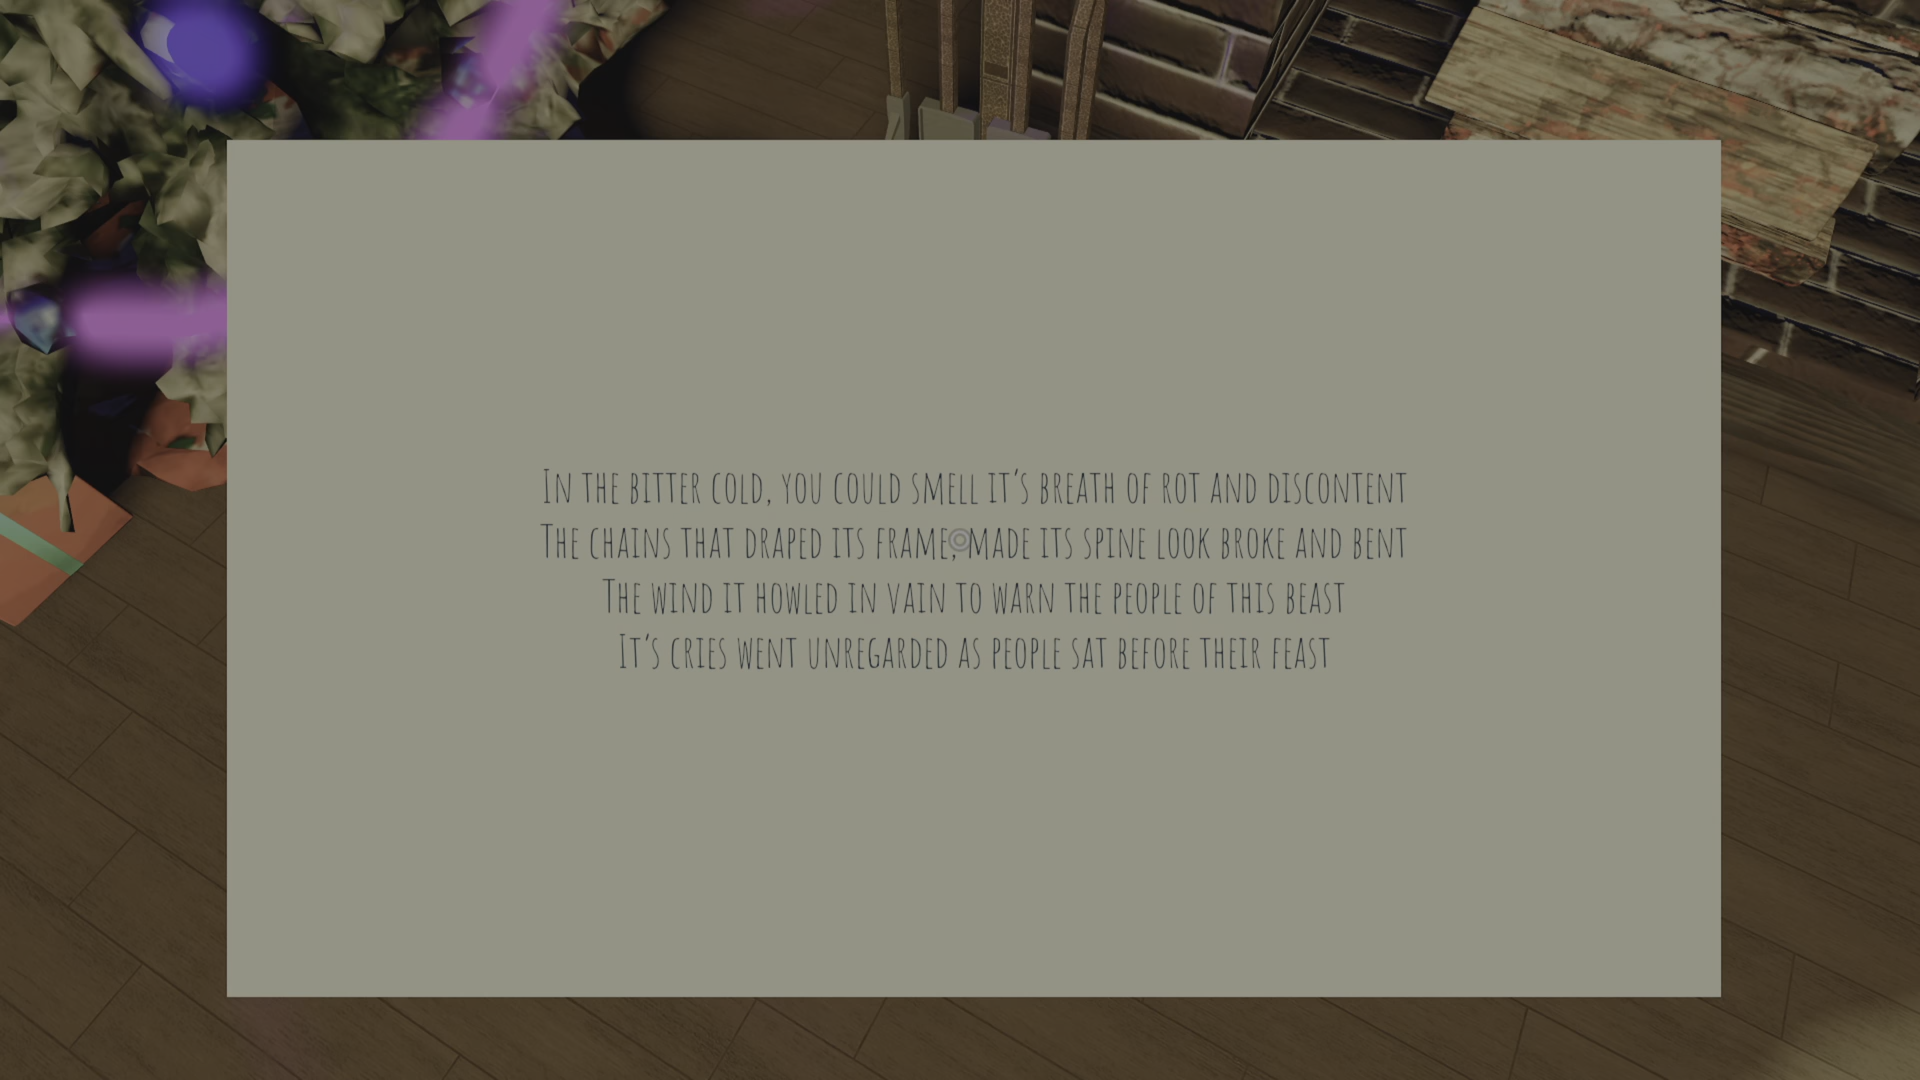 In the bitter cold, you could smell it's breath of rot and discontent
The chains that draped its frame, made its spine look broke and bent
The wind it howled in vain to warn the people of this beast
It's cries went unregarded as people sat before their feast